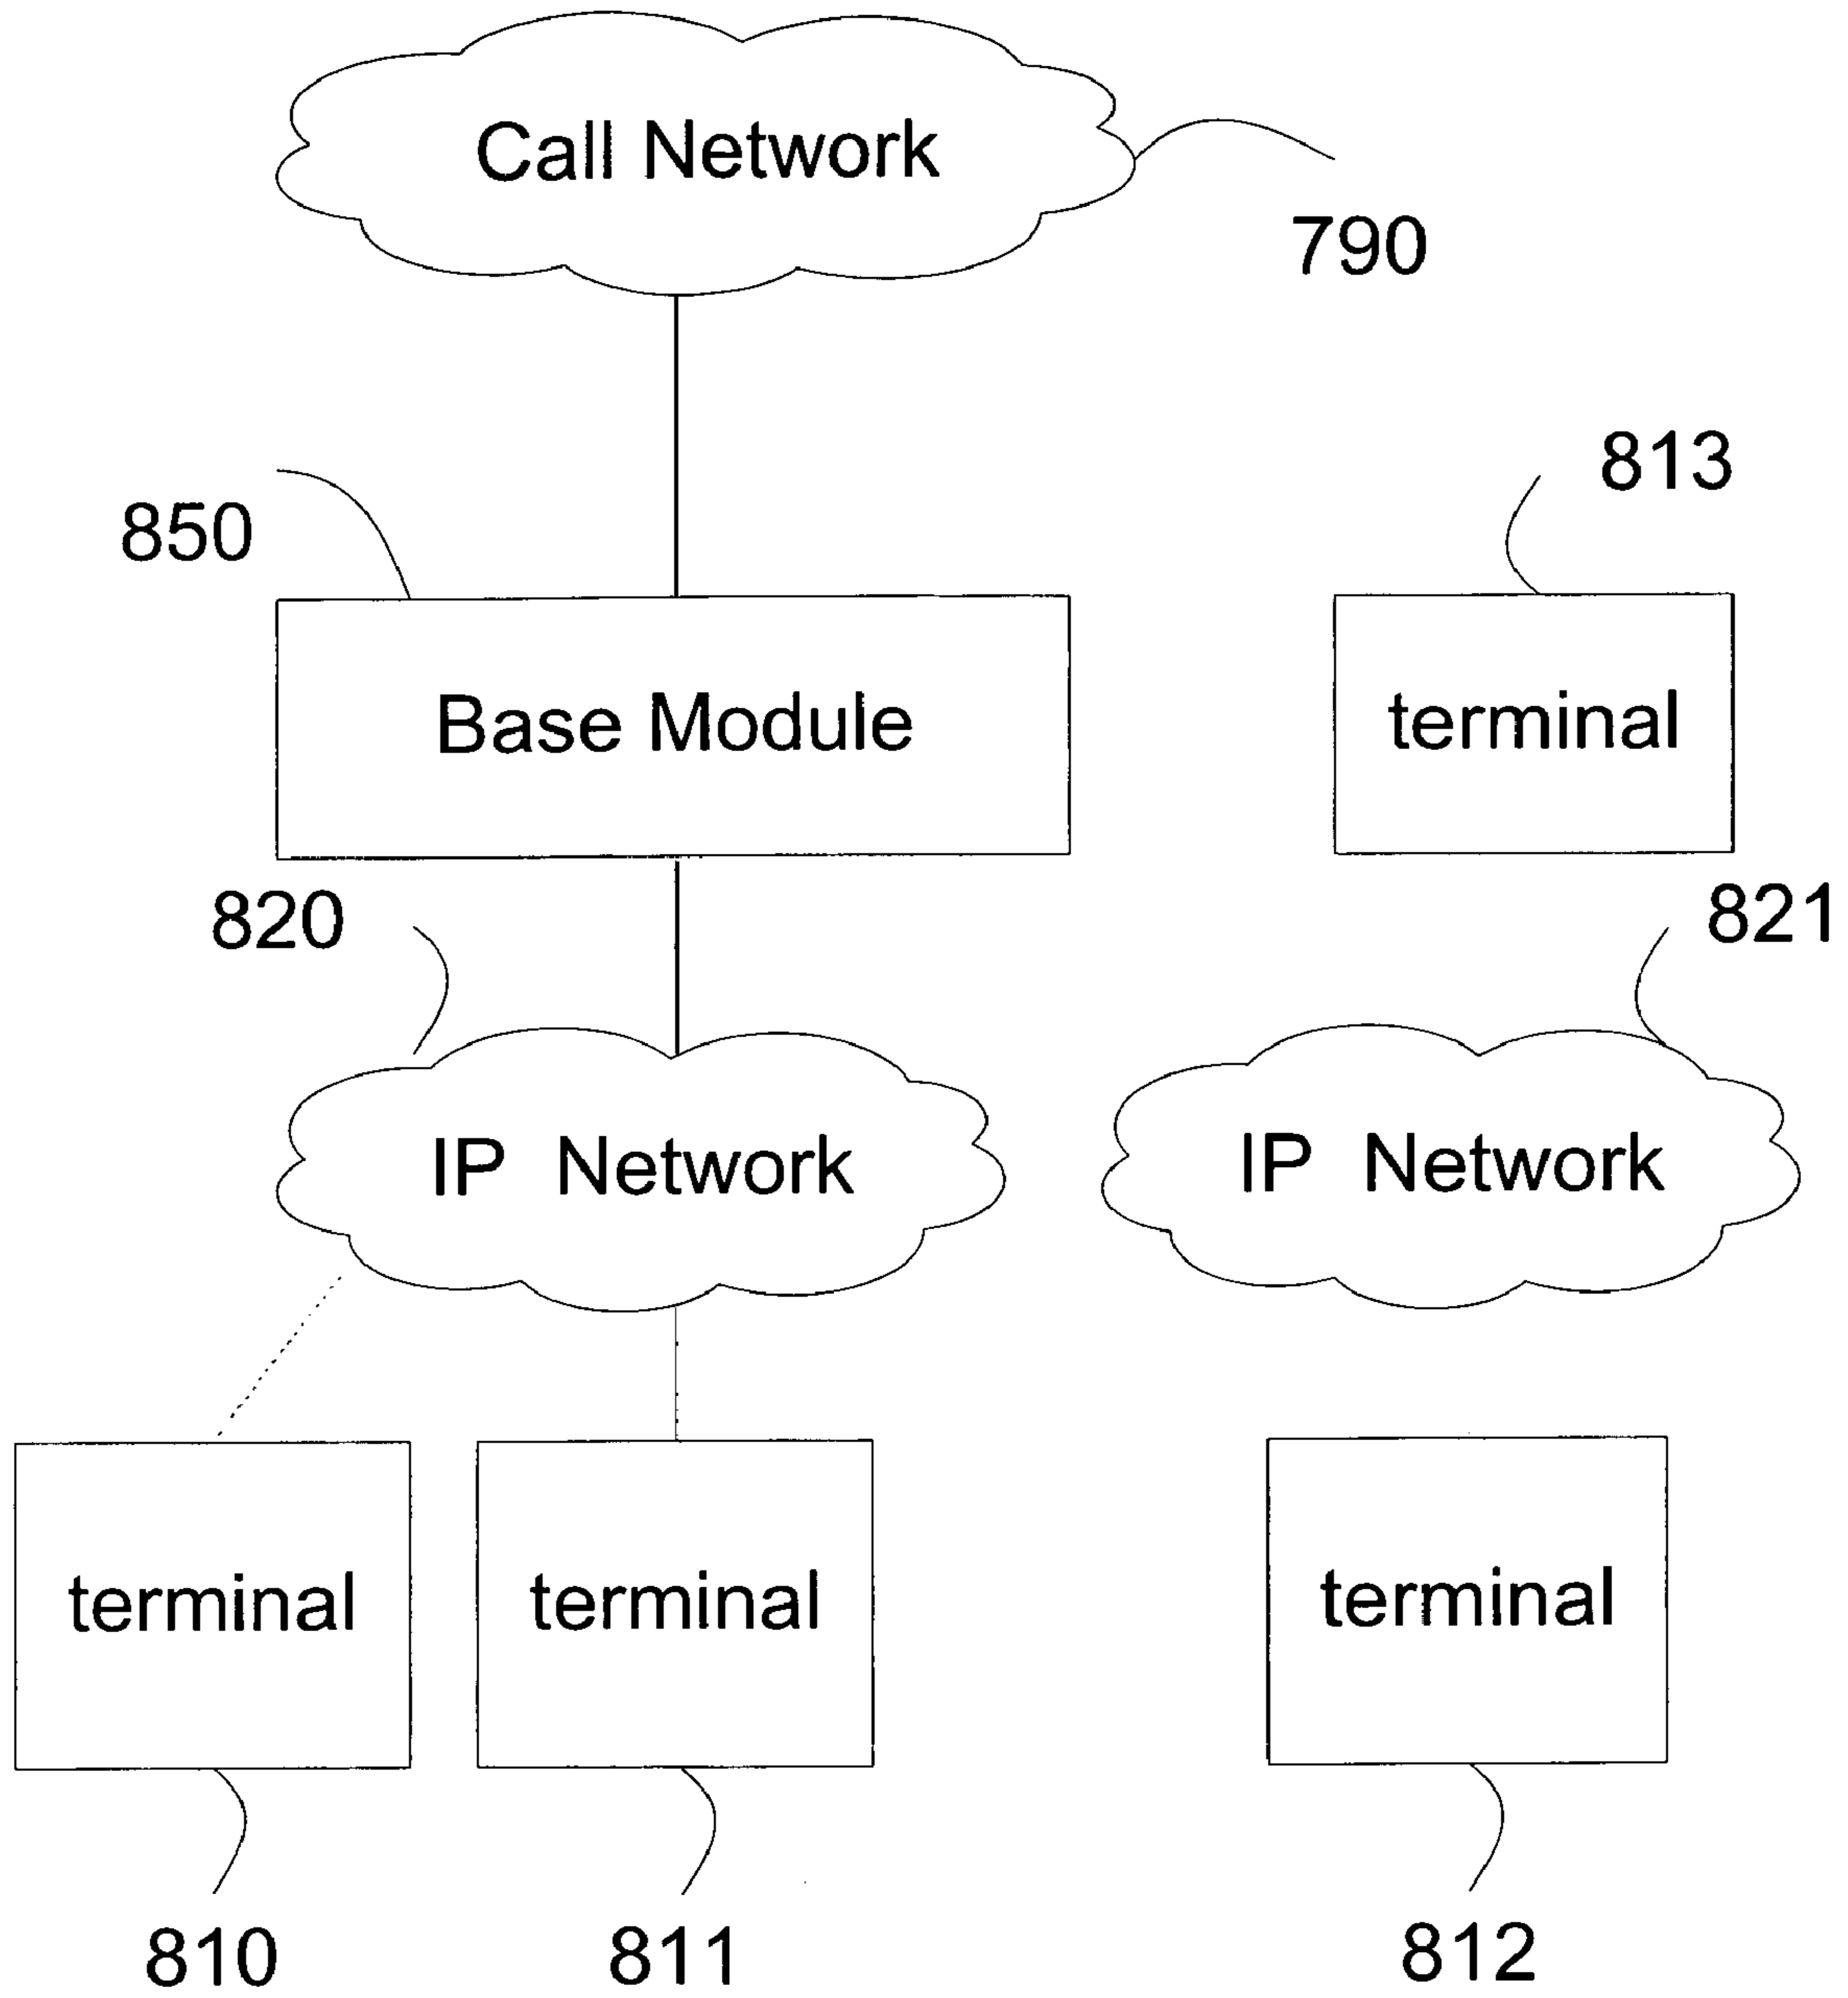 Call Network
790
813
850
Base Module
terminal
820
821
IP Network
IP Network
terminal
terminal
terminal
810
811
812